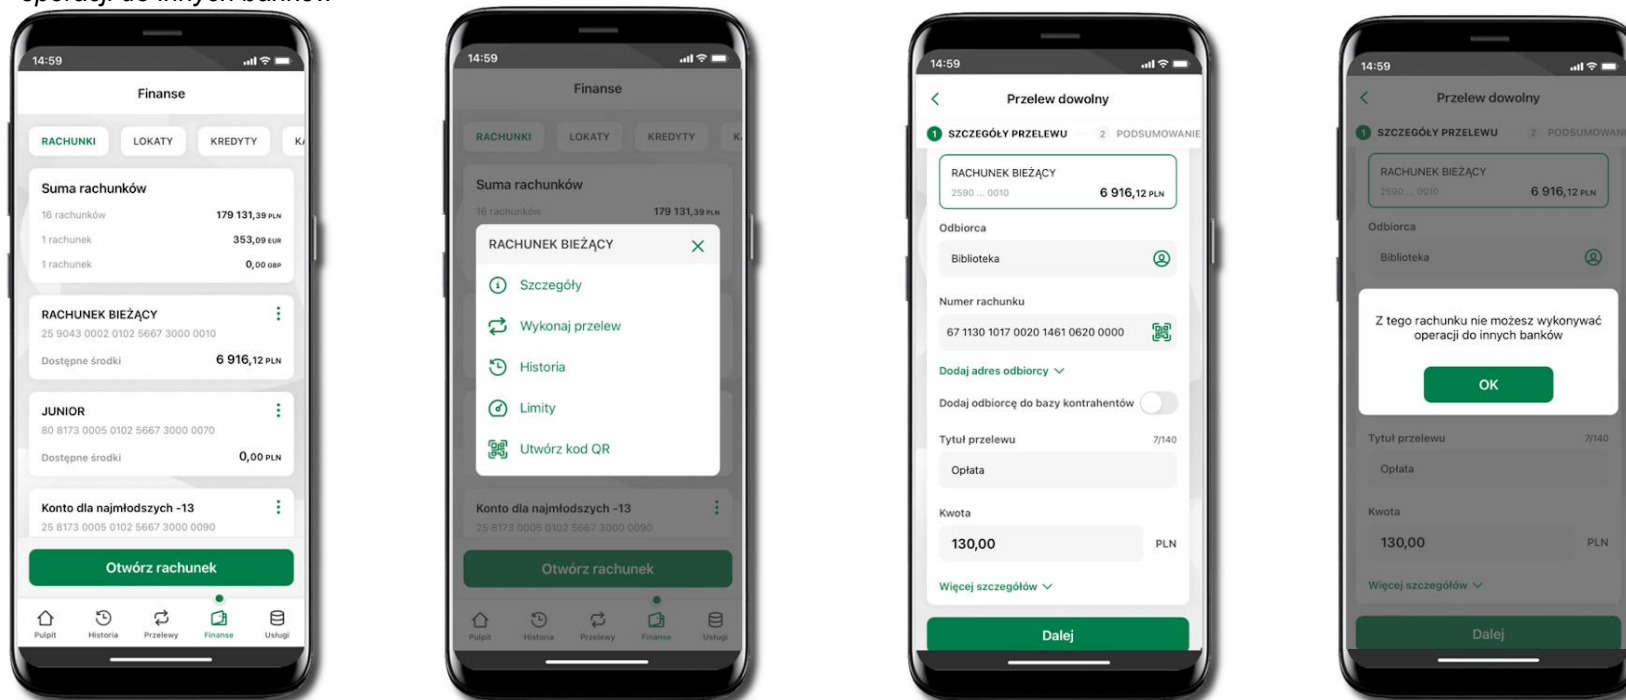 operacji do innych banków
14:59
Finanse
RACHUNKI LOKATY KREDYTY
Suma rachunków
16 rachunków 179 131,39 PLN
1 rachunek 353,09 EUR
1 rachunek 0,00 GBP
RACHUNEK BIEŻĄCY
25 9043 0002 0102 5667 3000 0010
Dostępne środki 6 916,12 PLN
JUNIOR
80 8173 0005 0102 5667 3000 0070
Dostępne środki 0,00 PLN
Konto dla najmłodszych -13
25 8173 0005 0102 5667 3000 0090
Otwórz rachunek
Pulpit Historia Przelewy Finanse Usługi
14:59
Finanse
RACHUNKI LOKATY KREDYTY
Suma rachunków
16 rachunków 179 131,39 PLN
RACHUNEK BIEŻĄCY
Szczegóły
Wykonaj przelew
Historia
Limity
Utwórz kod QR
Konto dla najmłodszych -13
25 8173 0005 0102 5667 3000 0090
Otwórz rachunek
Pulpit Historia Przelewy Finanse Usługi
14:59
Przelew dowolny
1 SZCZEGÓŁY PRZELEWU 2 PODSUMOWANIE
RACHUNEK BIEŻĄCY
2590 ... 0010 6 916,12 PLN
Odbiorca
Biblioteka
Numer rachunku
67 1130 1017 0020 1461 0620 0000
Dodaj adres odbiorcy
Dodaj odbiorcę do bazy kontrahentów
Tytuł przelewu 7/140
Opłata
Kwota
130,00 PLN
Więcej szczegółów
Dalej
14:59
Przelew dowolny
1 SZCZEGÓŁY PRZELEWU 2 PODSUMOWANI
RACHUNEK BIEŻĄCY
2590 ... 0010 6 916,12 PLN
Odbiorca
Biblioteka
Z tego rachunku nie możesz wykonywać
operacji do innych banków
OK
Tytuł przelewu 7/140
Opłata
Kwota
130,00 PLN
Więcej szczegółów
Dalej